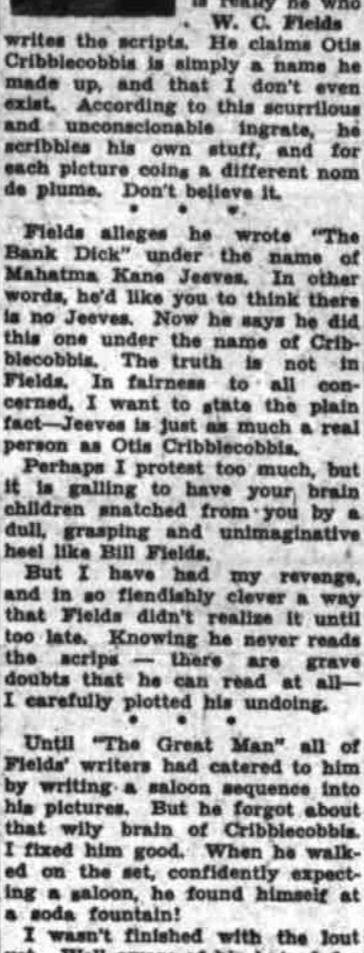 is really he who
W. C. Fields
writes the scripts. He claims Otis
Cribblecobbis is simply a name he
made up, and that I don't even
exist. According to this scurrilous
and unconscionable ingrate, he
scribbles his own stuff, and for
each picture coins a different nom
de plume. Don't believe it.
* * *
Fields alleges he wrote "The
Bank Dick" under the name of
Mahatma Kane Jeeves. In other
words, he'd like you to think there
is no Jeeves. Now he says he did
this one under the name of Crib-
blecobbis. The truth is not in
Fields. In fairness to all con-
cerned, I want to state the plain
fact—Jeeves is just as much a real
person as Otis Cribblecobbis.
Perhaps I protest too much, but
it is galling to have your brain
children snatched from you by a
dull, grasping and unimaginative
heel like Bill Fields.
But I have had my revenge,
and in so fiendishly clever a way
that Fields didn't realize it until
too late. Knowing he never reads
the scrips — there are grave
doubts that he can read at all—
I carefully plotted his undoing.
* * *
Until "The Great Man" all of
Fields' writers had catered to him
by writing a saloon sequence into
his pictures. But he forgot about
that wily brain of Cribblecobbis.
I fixed him good. When he walk-
ed on the set, confidently expect-
ing a saloon, he found himself at
a soda fountain!
I wasn't finished with the lout